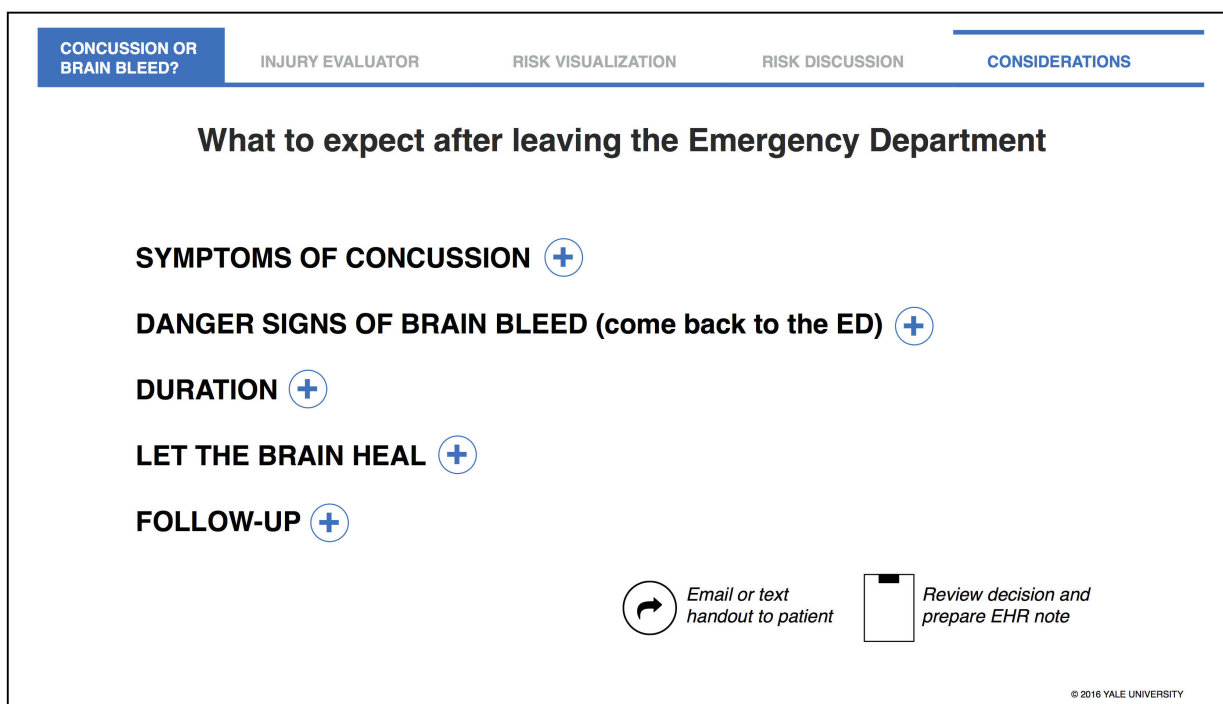 CONCUSSION OR
BRAIN BLEED?
INJURY EVALUATOR
RISK VISUALIZATION
RISK DISCUSSION
CONSIDERATIONS
What to expect after leaving the Emergency Department
SYMPTOMS OF CONCUSSION
DANGER SIGNS OF BRAIN BLEED (come back to the ED)
DURATION
LET THE BRAIN HEAL
FOLLOW-UP
Email or text
handout to patient
Review decision and
prepare EHR note
© 2016 YALE UNIVERSITY